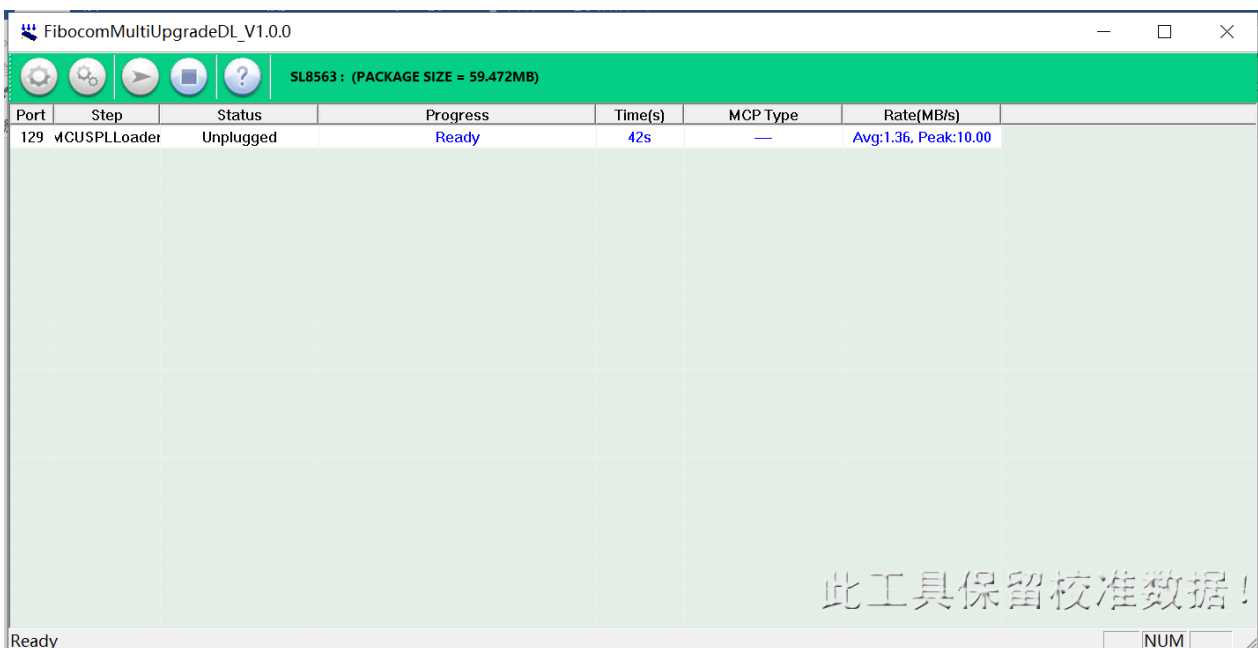 FibocomMultiUpgradeDL_V1.0.0
SL8563 : (PACKAGE SIZE = 59.472MB)
Port Step Status Progress Time(s) MCP Type Rate(MB/s)
129 MCUSPLLoader Unplugged Ready 42s — Avg:1.36, Peak:10.00
此工具保留校准数据!
Ready NUM